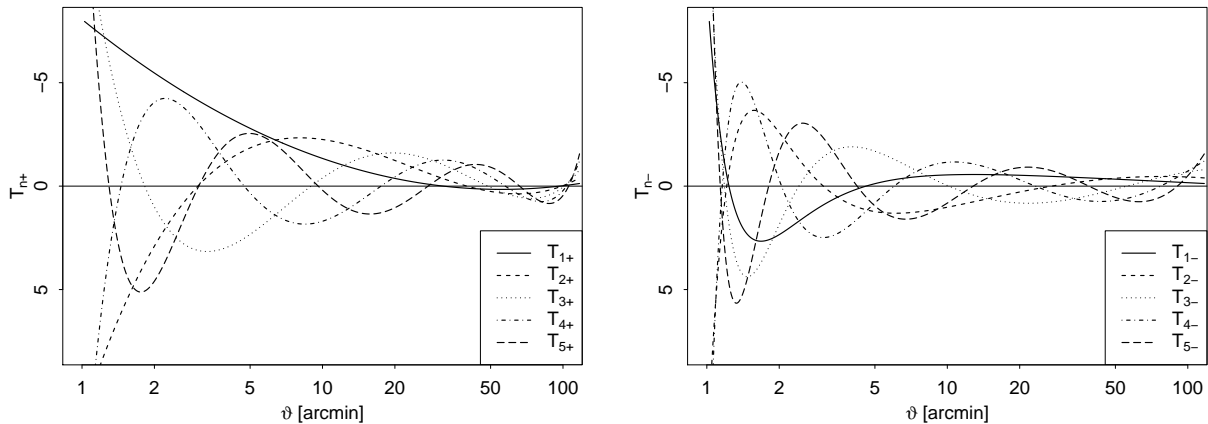 −5
0
5
T_{n+}
1 2 5 10 20 50 100
ϑ [arcmin]
T_{1+}
T_{2+}
T_{3+}
T_{4+}
T_{5+}
−5
0
5
T_{n−}
1 2 5 10 20 50 100
ϑ [arcmin]
T_{1−}
T_{2−}
T_{3−}
T_{4−}
T_{5−}